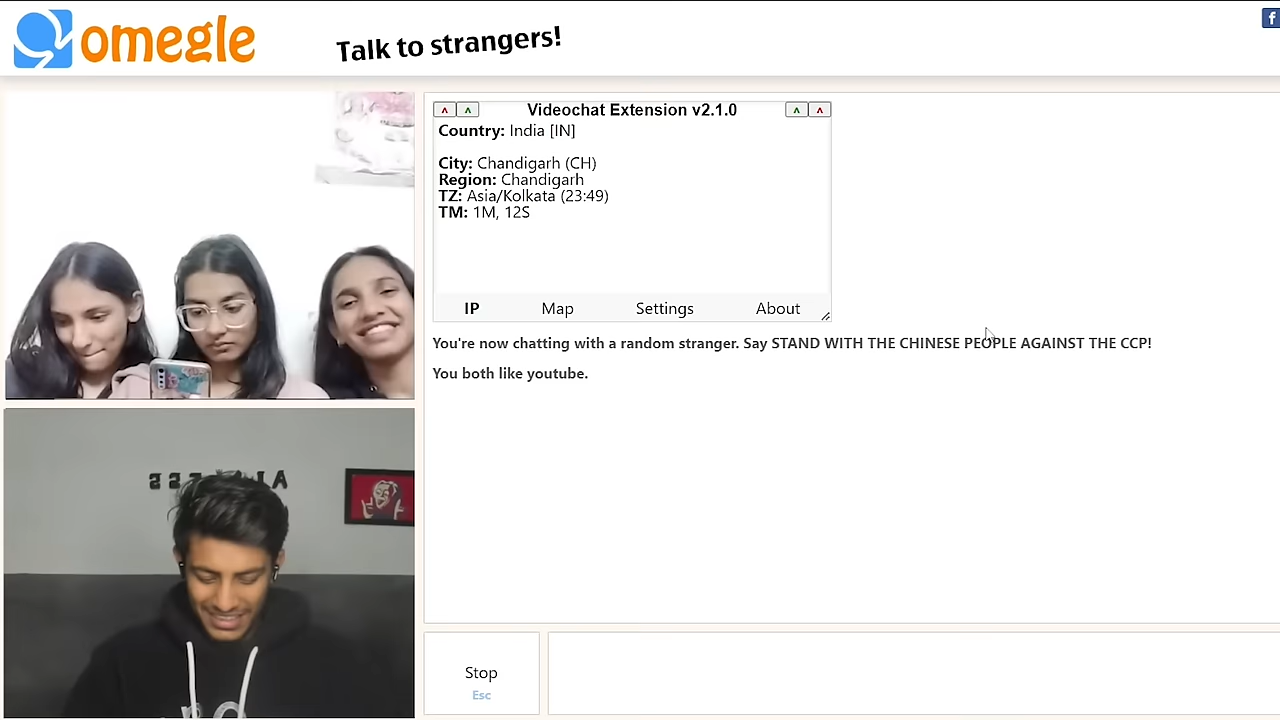 omegle
Talk to strangers!
f
^ ^ Videochat Extension v2.1.0 ^ ^
Country: India [IN]
City: Chandigarh (CH)
Region: Chandigarh
TZ: Asia/Kolkata (23:49)
TM: 1M, 12S
IP Map Settings About
You're now chatting with a random stranger. Say STAND WITH THE CHINESE PEOPLE AGAINST THE CCP!
You both like youtube.
Stop
Esc